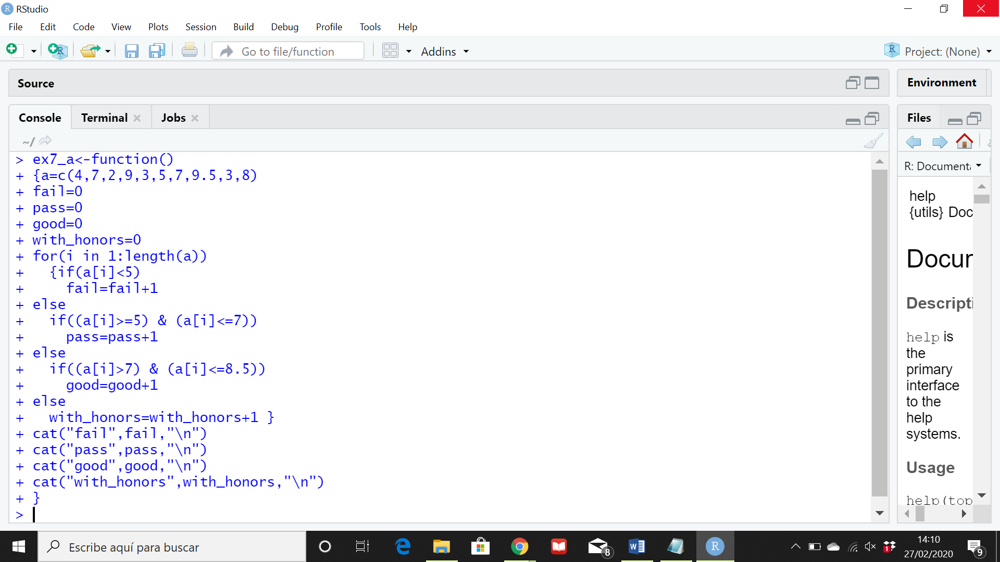 RStudio
File Edit Code View Plots Session Build Debug Profile Tools Help
Go to file/function Addins Project: (None)
Source
Environment
Console Terminal Jobs
Files
~/
> ex7_a<-function()
+ {a=c(4,7,2,9,3,5,7,9.5,3,8)
+ fail=0
+ pass=0
+ good=0
+ with_honors=0
+ for(i in 1:length(a))
+   {if(a[i]<5)
+     fail=fail+1
+ else
+   if((a[i]>=5) & (a[i]<=7))
+     pass=pass+1
+ else
+   if((a[i]>7) & (a[i]<=8.5))
+     good=good+1
+ else
+   with_honors=with_honors+1 }
+ cat("fail",fail,"\n")
+ cat("pass",pass,"\n")
+ cat("good",good,"\n")
+ cat("with_honors",with_honors,"\n")
+ }
>
R: Documenta
help
{utils} Doc
Docum
Descripti
help is
the
primary
interface
to the
help
systems.
Usage
help(top
Escribe aquí para buscar
8
1
14:10
27/02/2020
9